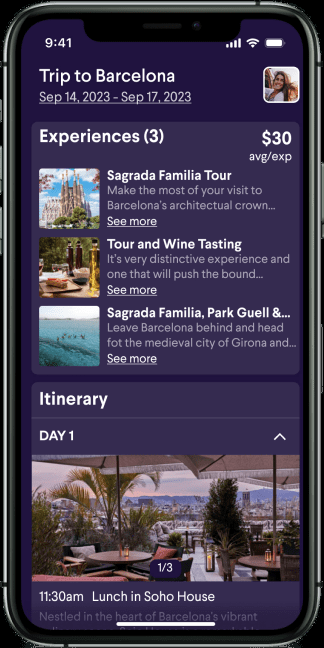 9:41
Trip to Barcelona
Sep 14, 2023 - Sep 17, 2023
Experiences (3)
$30
avg/exp
Sagrada Familia Tour
Make the most of your visit to
Barcelona's architectual crown...
See more
Tour and Wine Tasting
It's very distinctive experience and
one that will push the bound...
See more
Sagrada Familia, Park Guell &...
Leave Barcelona behind and head
fot the medieval city of Girona and...
See more
Itinerary
DAY 1
1/3
11:30am Lunch in Soho House
Nestled in the heart of Barcelona's vibrant